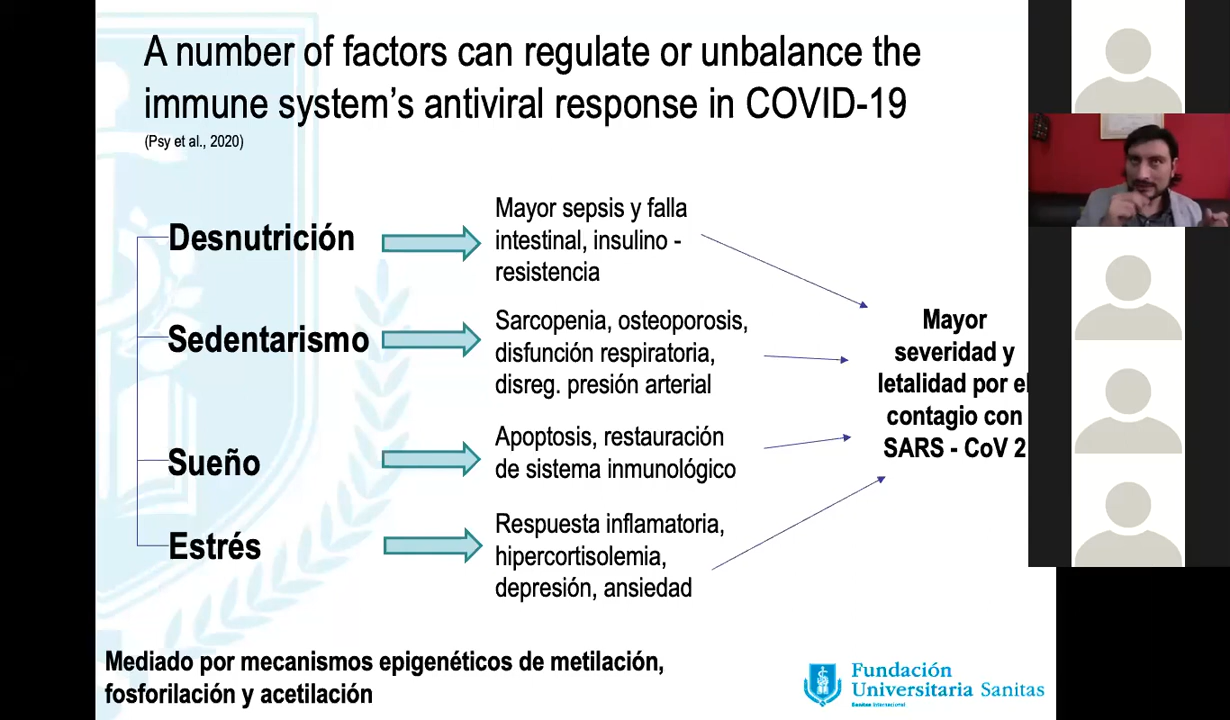 A number of factors can regulate or unbalance the
immune system's antiviral response in COVID-19
(Psy et al., 2020)
Desnutrición
Mayor sepsis y falla
intestinal, insulino -
resistencia
Sedentarismo
Sarcopenia, osteoporosis,
disfunción respiratoria,
disreg. presión arterial
Sueño
Apoptosis, restauración
de sistema inmunológico
Estrés
Respuesta inflamatoria,
hipercortisolemia,
depresión, ansiedad
Mayor
severidad y
letalidad por el
contagio con
SARS - CoV 2
Mediado por mecanismos epigenéticos de metilación,
fosforilación y acetilación
Fundación
Universitaria Sanitas
Sanitas Internacional